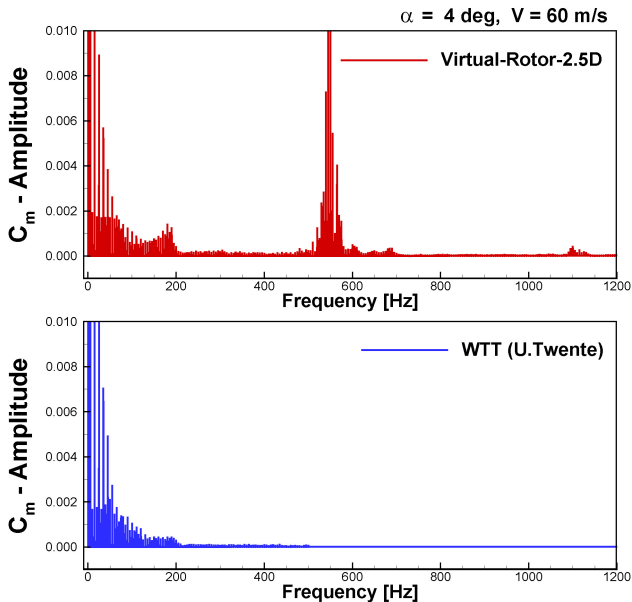 α = 4 deg, V = 60 m/s
0.010
0.008
0.006
0.004
0.002
0.000
Cm - Amplitude
Virtual-Rotor-2.5D
0 200 400 600 800 1000 1200
Frequency [Hz]
0.010
0.008
0.006
0.004
0.002
0.000
Cm - Amplitude
WTT (U.Twente)
0 200 400 600 800 1000 1200
Frequency [Hz]